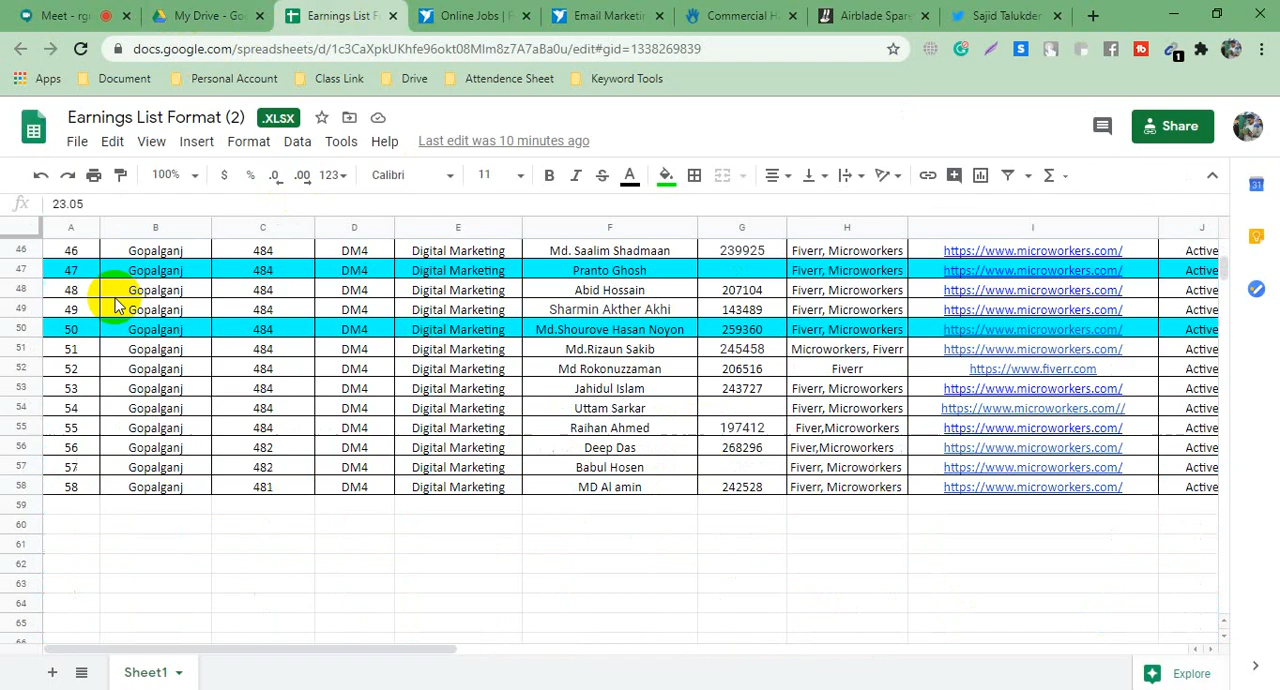 Meet - rg
My Drive - Goo
Earnings List F
Online Jobs | F
Email Marketin
Commercial H
Airblade Spar
Sajid Talukder
docs.google.com/spreadsheets/d/1c3CaXpkUKhfe96okt08MIm8z7A7aBa0u/edit#gid=1338269839
Apps Document Personal Account Class Link Drive Attendence Sheet Keyword Tools
Earnings List Format (2) .XLSX
Share
File Edit View Insert Format Data Tools Help Last edit was 10 minutes ago
100% $ % .0 .00 123 Calibri 11 B I S A
fx 23.05
A B C D E F G H I J
46 46 Gopalganj 484 DM4 Digital Marketing Md. Saalim Shadmaan 239925 Fiverr, Microworkers https://www.microworkers.com/ Active
47 47 Gopalganj 484 DM4 Digital Marketing Pranto Ghosh Fiverr, Microworkers https://www.microworkers.com/ Active
48 48 Gopalganj 484 DM4 Digital Marketing Abid Hossain 207104 Fiverr, Microworkers https://www.microworkers.com/ Active
49 49 Gopalganj 484 DM4 Digital Marketing Sharmin Akther Akhi 143489 Fiverr, Microworkers https://www.microworkers.com/ Active
50 50 Gopalganj 484 DM4 Digital Marketing Md.Shourove Hasan Noyon 259360 Fiverr, Microworkers https://www.microworkers.com/ Active
51 51 Gopalganj 484 DM4 Digital Marketing Md.Rizaun Sakib 245458 Microworkers, Fiverr https://www.microworkers.com/ Active
52 52 Gopalganj 484 DM4 Digital Marketing Md Rokonuzzaman 206516 Fiverr https://www.fiverr.com Active
53 53 Gopalganj 484 DM4 Digital Marketing Jahidul Islam 243727 Fiverr, Microworkers https://www.microworkers.com/ Active
54 54 Gopalganj 484 DM4 Digital Marketing Uttam Sarkar Fiverr, Microworkers https://www.microworkers.com// Active
55 55 Gopalganj 484 DM4 Digital Marketing Raihan Ahmed 197412 Fiver,Microworkers https://www.microworkers.com/ Active
56 56 Gopalganj 482 DM4 Digital Marketing Deep Das 268296 Fiver,Microworkers https://www.microworkers.com/ Active
57 57 Gopalganj 482 DM4 Digital Marketing Babul Hosen Fiverr, Microworkers https://www.microworkers.com/ Active
58 58 Gopalganj 481 DM4 Digital Marketing MD Al amin 242528 Fiverr, Microworkers https://www.microworkers.com/ Active
59
60
61
62
63
64
65
66
Sheet1
Explore